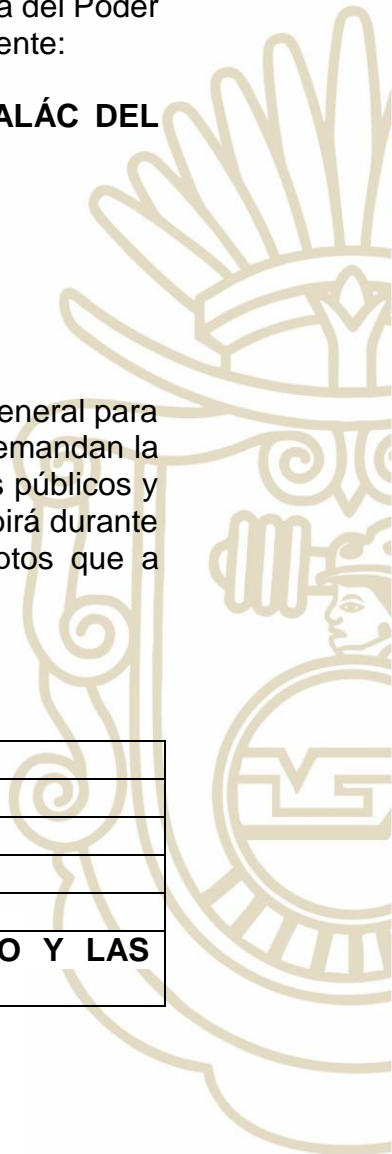 a del Poder
ente:
ALÁC DEL
eneral para
emandan la
s públicos y
birá durante
otos que a
O Y LAS